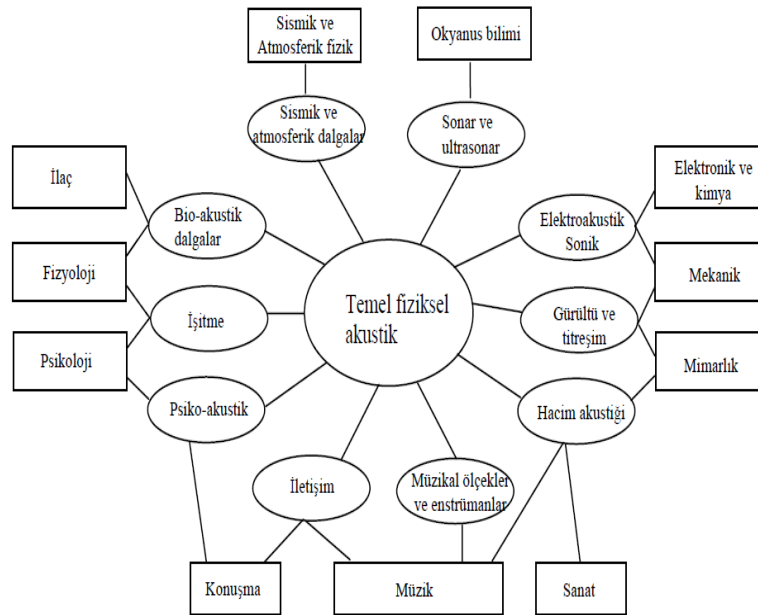 Sismik ve
Atmosferik fizik
Okyanus bilimi
Sismik ve
atmosferik dalgalar
Sonar ve
ultrasonar
İlaç
Elektronik ve
kimya
Bio-akustik
dalgalar
Elektroakustik
Sonik
Fizyoloji
Mekanik
Temel fiziksel
akustik
İşitme
Gürültü ve
titreşim
Psikoloji
Mimarlık
Psiko-akustik
Hacim akustiği
İletişim
Müzikal ölçekler
ve enstrümanlar
Konuşma
Müzik
Sanat